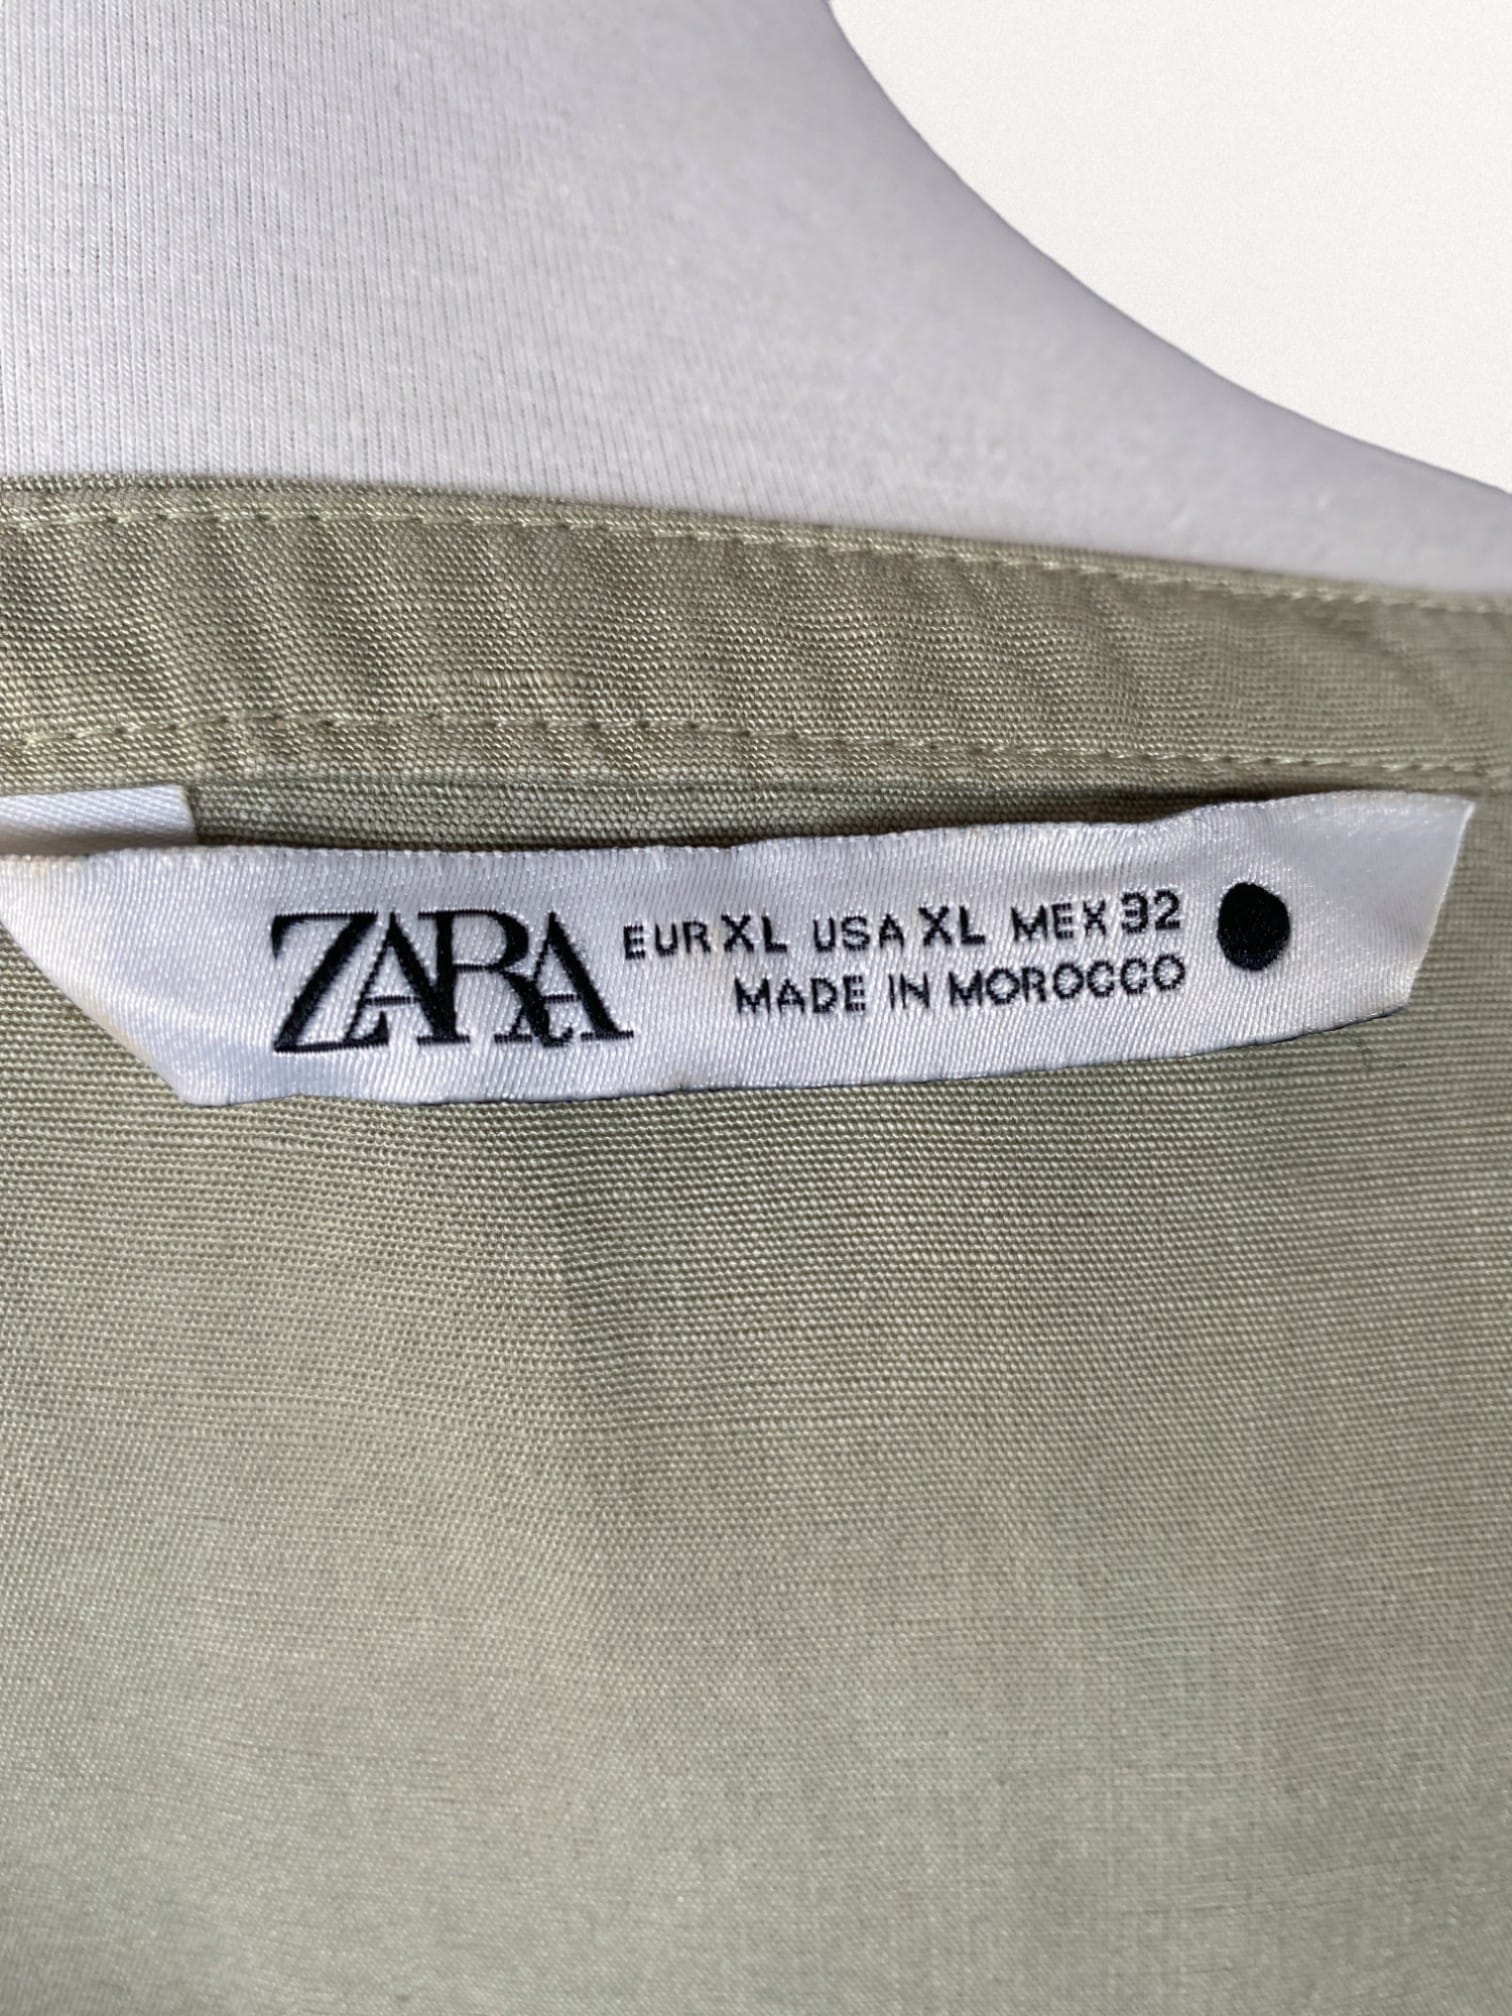 ZARA
EUR XL USA XL MEX 32
MADE IN MOROCCO